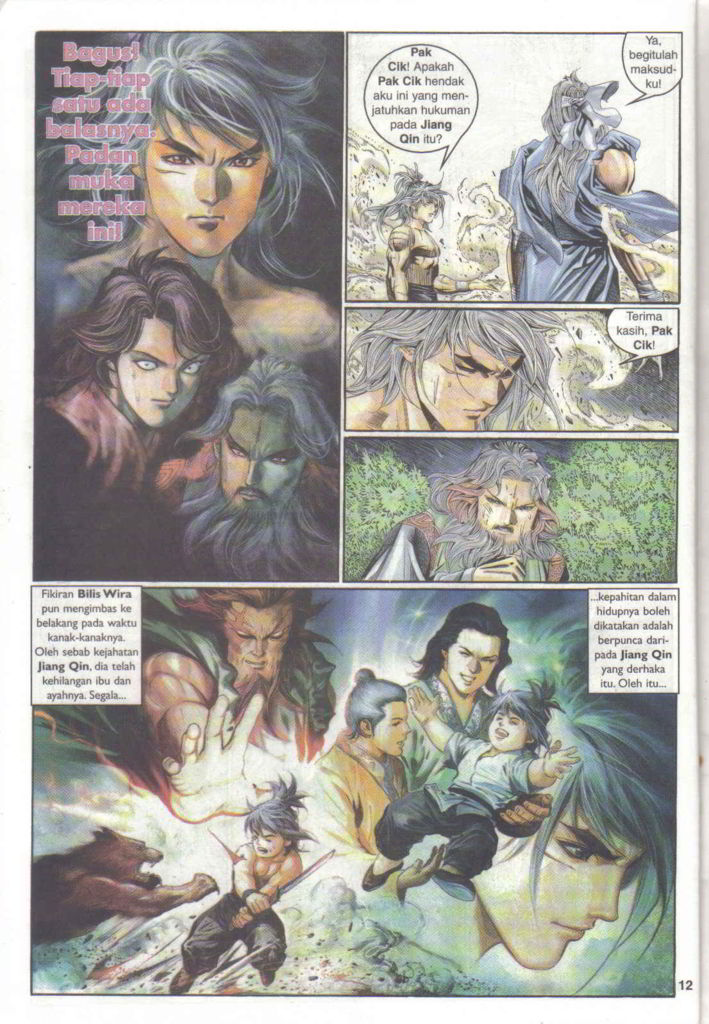 Bagus!
Tiap-tiap
satu ada
balasnya.
Padan
muka
mereka
ini!
Pak
Cik! Apakah
Pak Cik hendak
aku ini yang men-
jatuhkan hukuman
pada Jiang
Qin itu?
Ya,
begitulah
maksud-
ku!
Terima
kasih, Pak
Cik!
Fikiran Bilis Wira
pun mengimbas ke
belakang pada waktu
kanak-kanaknya.
Oleh sebab kejahatan
Jiang Qin, dia telah
kehilangan ibu dan
ayahnya. Segala...
...kepahitan dalam
hidupnya boleh
dikatakan adalah
berpunca dari-
pada Jiang Qin
yang derhaka
itu. Oleh itu...
12